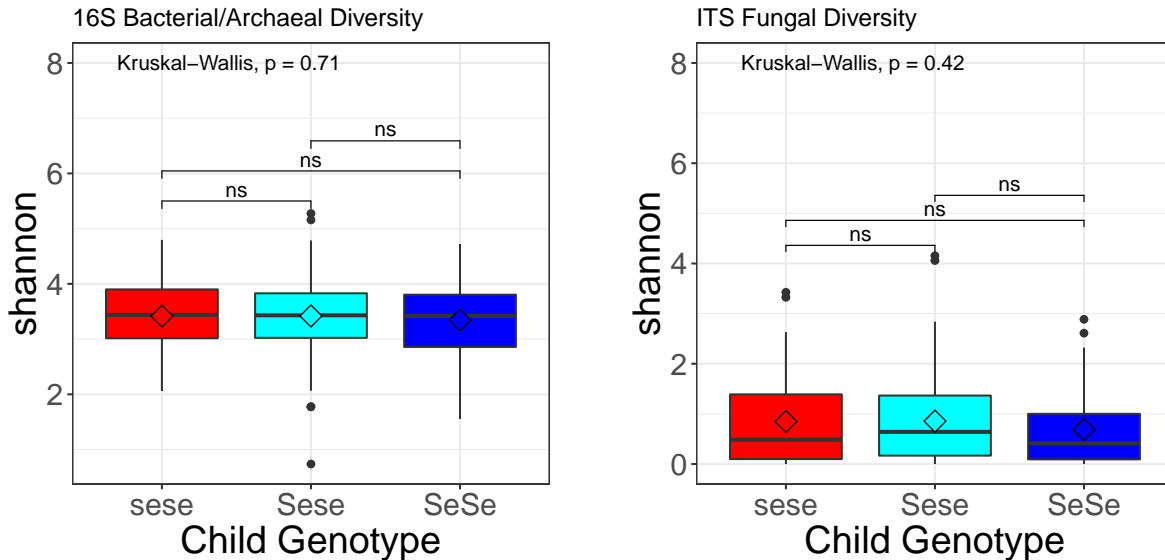 16S Bacterial/Archaeal Diversity
Kruskal−Wallis, p = 0.71
ns
ns
ns
8
6
4
2
shannon
sese
Sese
SeSe
Child Genotype
ITS Fungal Diversity
Kruskal−Wallis, p = 0.42
ns
ns
ns
8
6
4
2
0
shannon
sese
Sese
SeSe
Child Genotype